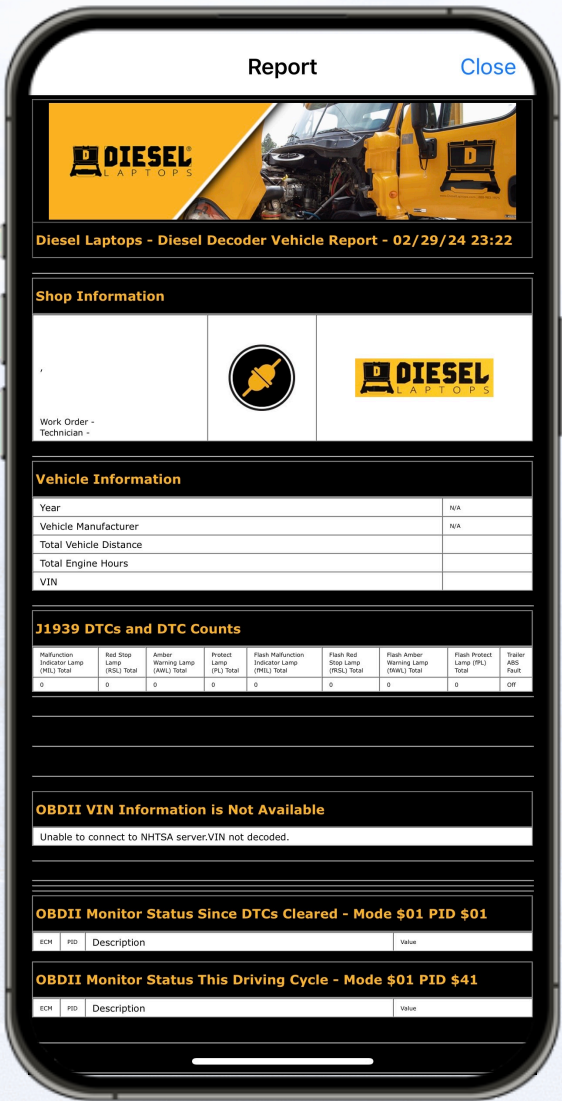 Report
Close
DIESEL®
LAPTOPS
Diesel Laptops - Diesel Decoder Vehicle Report - 02/29/24 23:22
Shop Information
,
Work Order -
Technician -
DIESEL
LAPTOPS
Vehicle Information
Year N/A
Vehicle Manufacturer N/A
Total Vehicle Distance
Total Engine Hours
VIN
J1939 DTCs and DTC Counts
Malfunction
Indicator Lamp
(MIL) Total
Red Stop
Lamp
(RSL) Total
Amber
Warning Lamp
(AWL) Total
Protect
Lamp
(PL) Total
Flash Malfunction
Indicator Lamp
(fMIL) Total
Flash Red
Stop Lamp
(fRSL) Total
Flash Amber
Warning Lamp
(fAWL) Total
Flash Protect
Lamp (fPL)
Total
Trailer
ABS
Fault
0 0 0 0 0 0 0 0 Off
OBDII VIN Information is Not Available
Unable to connect to NHTSA server.VIN not decoded.
OBDII Monitor Status Since DTCs Cleared - Mode $01 PID $01
ECM PID Description Value
OBDII Monitor Status This Driving Cycle - Mode $01 PID $41
ECM PID Description Value